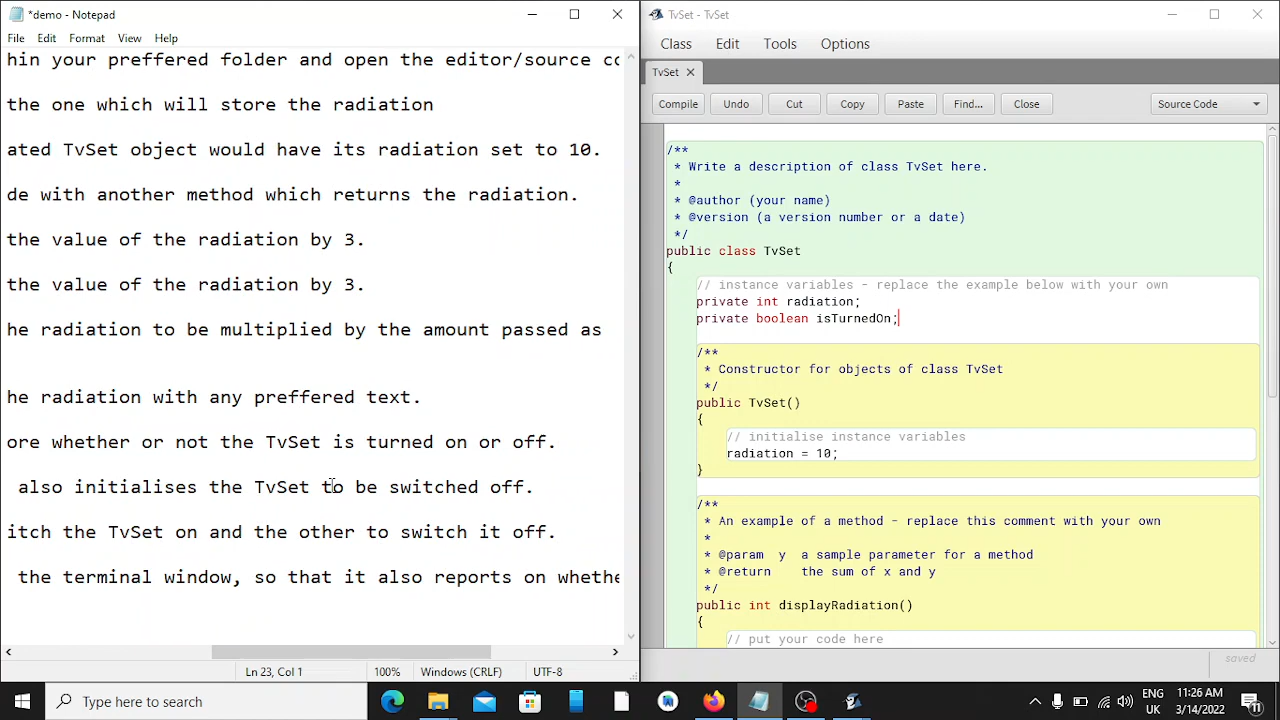 *demo - Notepad
File Edit Format View Help
hin your preffered folder and open the editor/source co
the one which will store the radiation
ated TvSet object would have its radiation set to 10.
de with another method which returns the radiation.
the value of the radiation by 3.
the value of the radiation by 3.
he radiation to be multiplied by the amount passed as
he radiation with any preffered text.
ore whether or not the TvSet is turned on or off.
also initialises the TvSet to be switched off.
itch the TvSet on and the other to switch it off.
the terminal window, so that it also reports on whethe
Ln 23, Col 1 100% Windows (CRLF) UTF-8
TvSet - TvSet
Class Edit Tools Options
TvSet
Compile Undo Cut Copy Paste Find... Close Source Code
/**
* Write a description of class TvSet here.
*
* @author (your name)
* @version (a version number or a date)
*/
public class TvSet
{
// instance variables - replace the example below with your own
private int radiation;
private boolean isTurnedOn;
/**
* Constructor for objects of class TvSet
*/
public TvSet()
{
// initialise instance variables
radiation = 10;
}
/**
* An example of a method - replace this comment with your own
*
* @param y a sample parameter for a method
* @return the sum of x and y
*/
public int displayRadiation()
{
// put your code here
saved
Type here to search
ENG
UK
11:26 AM
3/14/2022
11